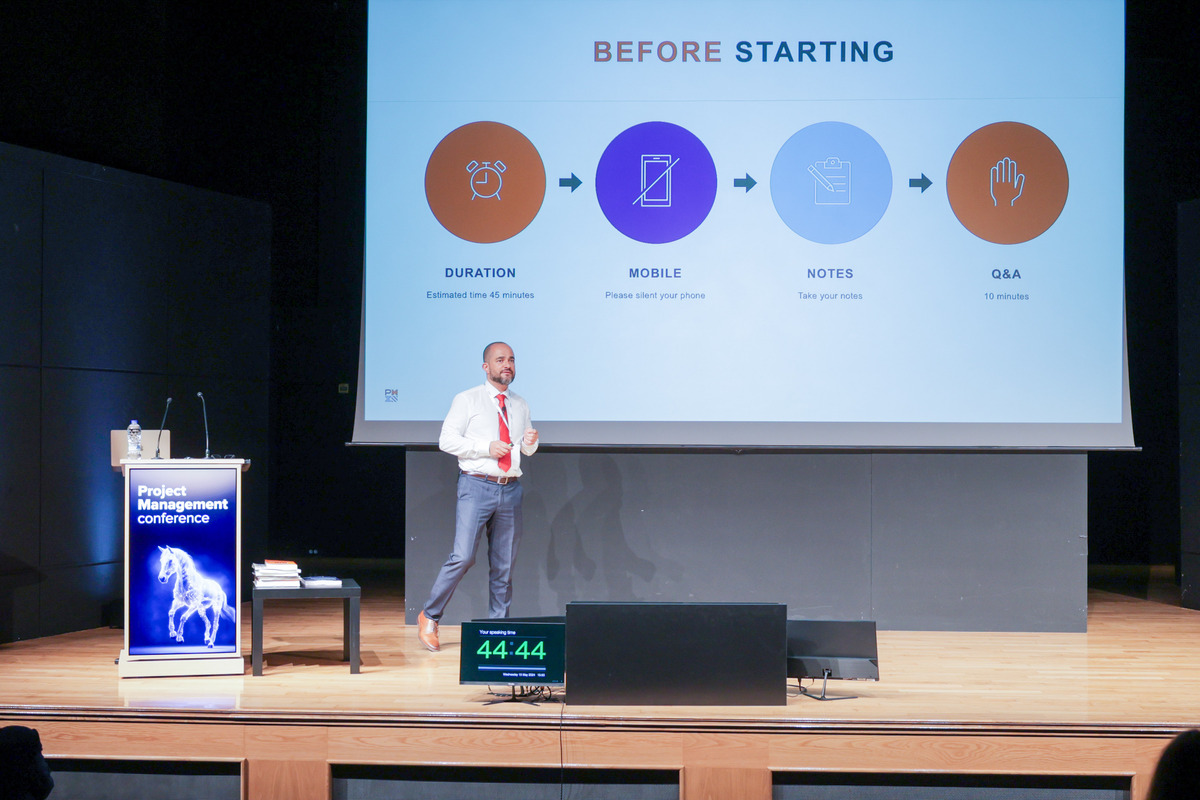 BEFORE STARTING
DURATION
Estimated time 45 minutes
MOBILE
Please silent your phone
NOTES
Take your notes
Q&A
10 minutes
Project
Management
conference
Your speaking time
44:44